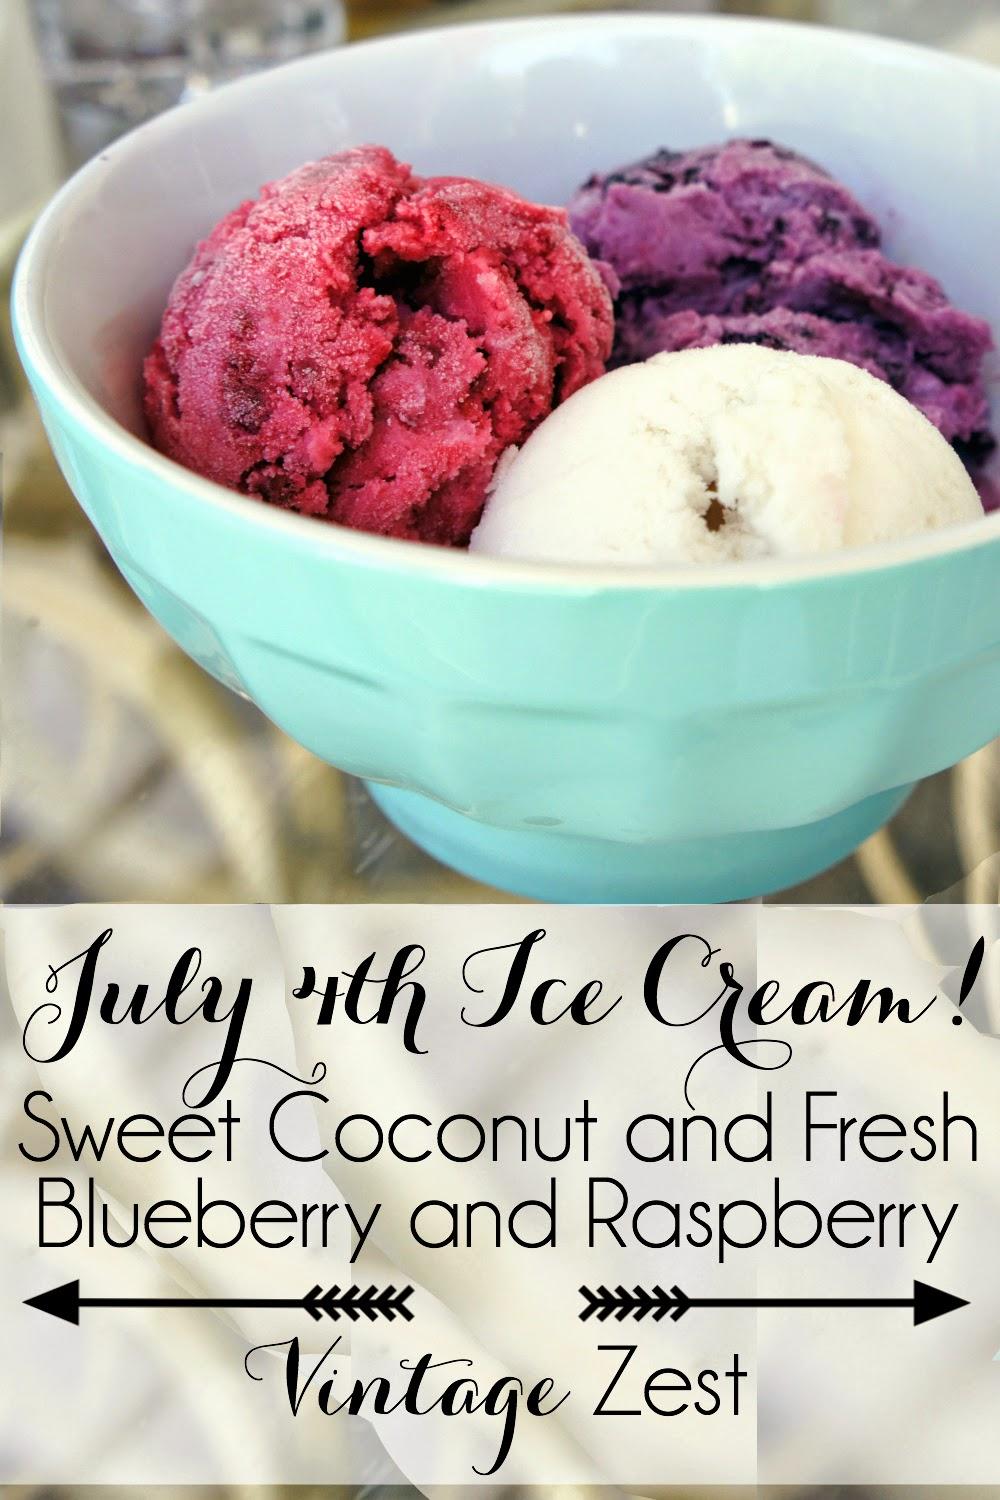 July 4th Ice Cream!
Sweet Coconut and Fresh
Blueberry and Raspberry
Vintage Zest